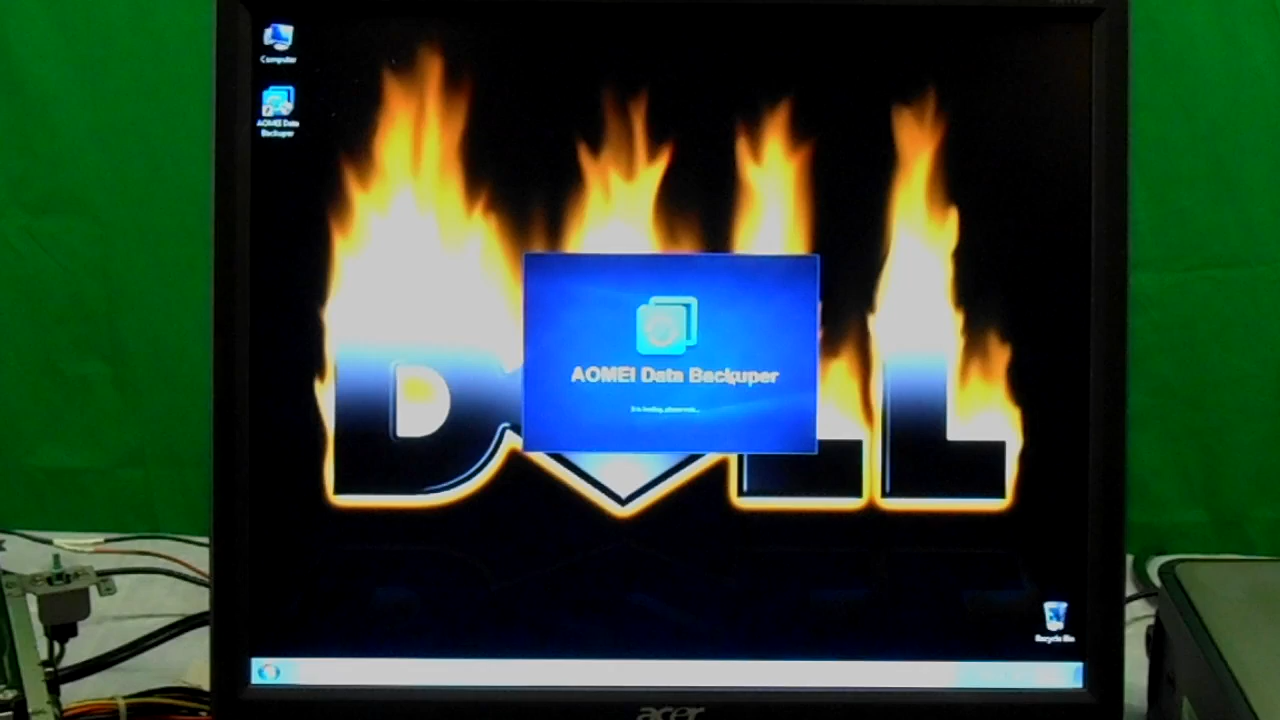 Computer
AOMEI Data
Backuper
DELL
AOMEI Data Backuper
Recycle Bin
acer